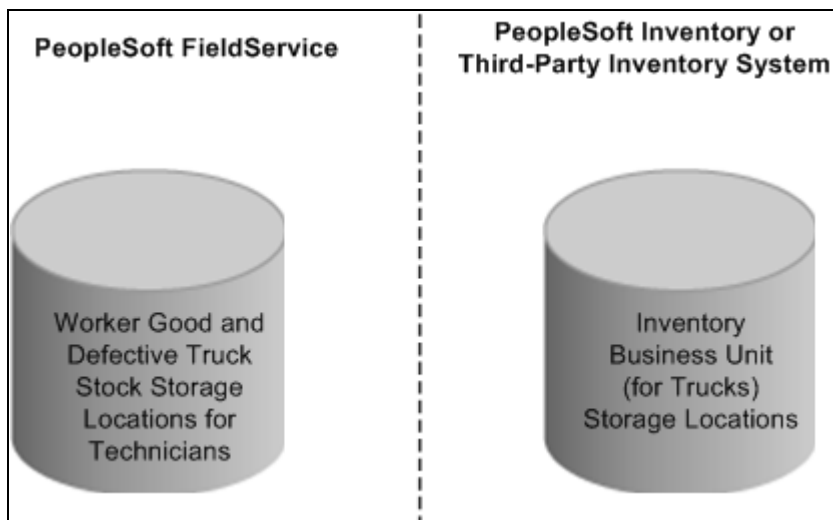 PeopleSoft FieldService
PeopleSoft Inventory or
Third-Party Inventory System
Worker Good and
Defective Truck
Stock Storage
Locations for
Technicians
Inventory
Business Unit
(for Trucks)
Storage Locations